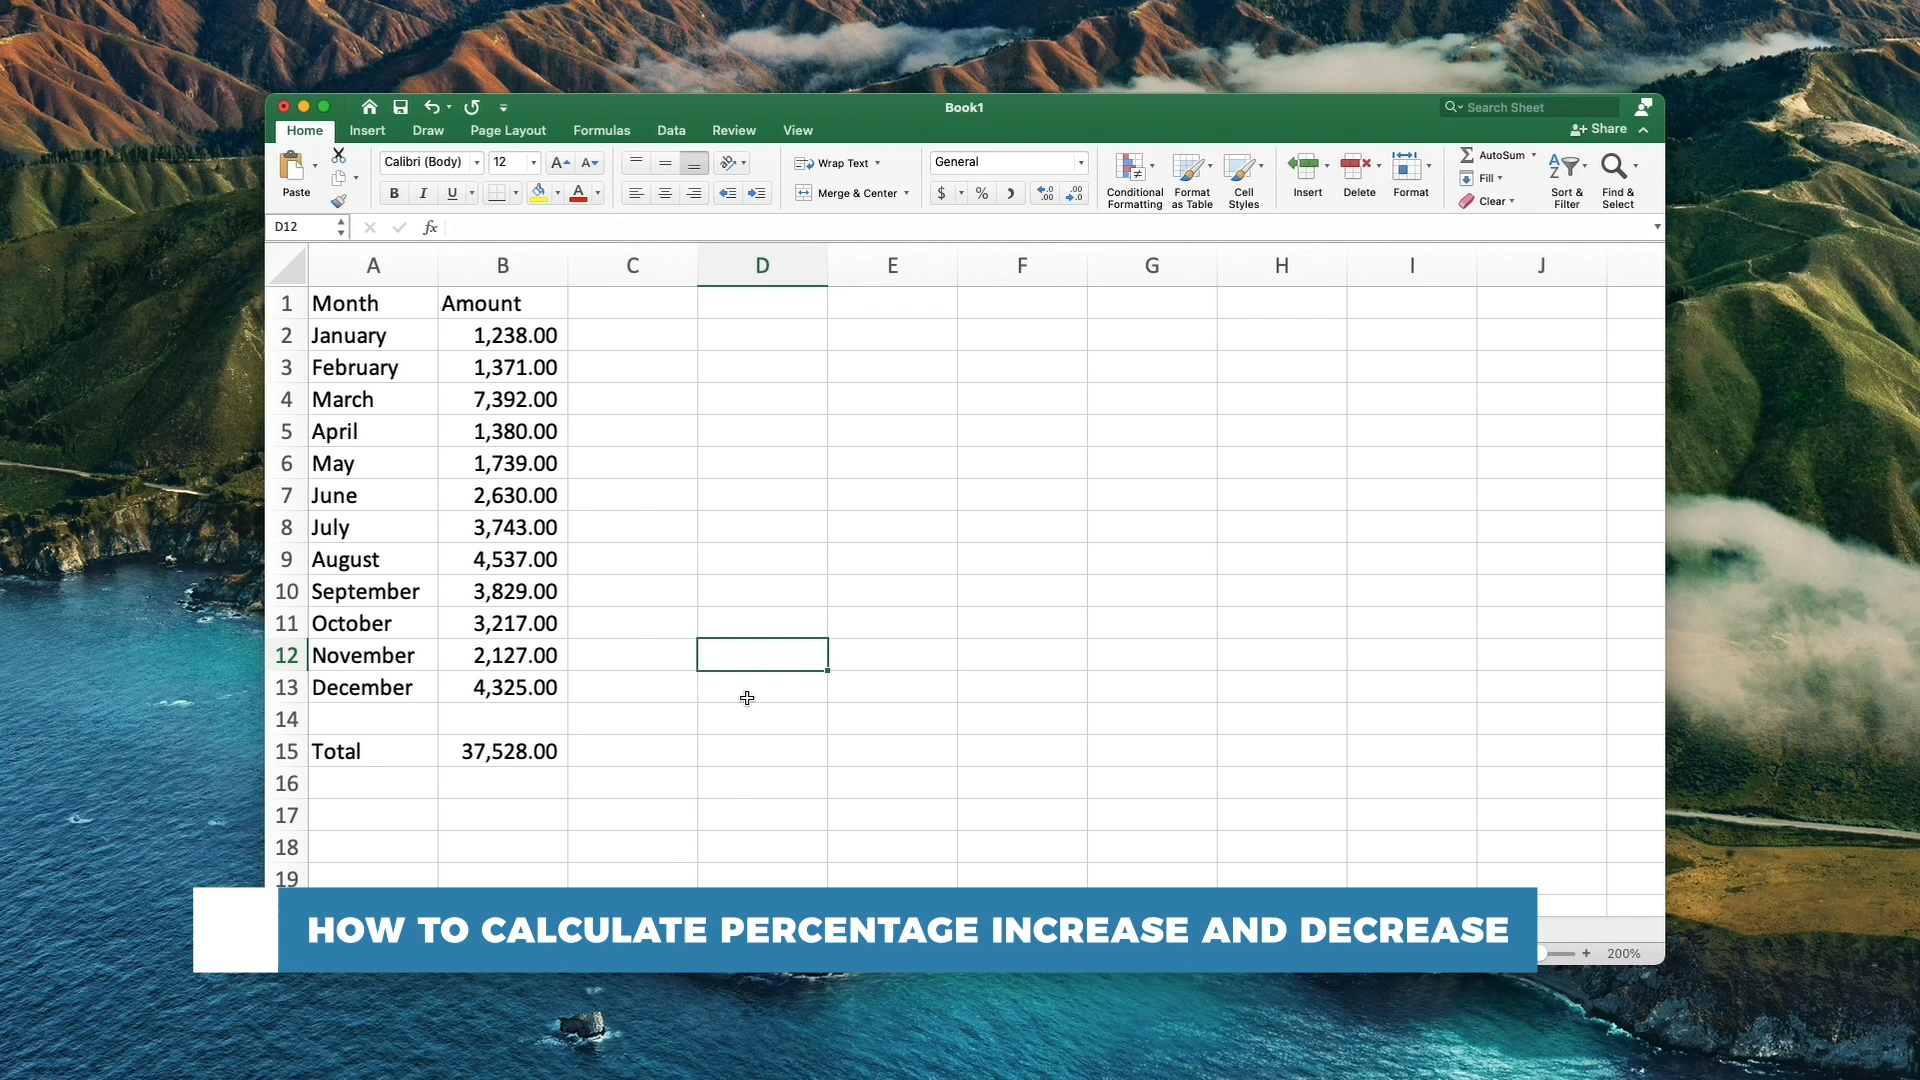 Book1
Search Sheet
Home Insert Draw Page Layout Formulas Data Review View
Share
Paste
Calibri (Body) 12 A A
B I U A
Wrap Text
Merge & Center
General
$ % .0 .00 .00 .0
Conditional Formatting
Format as Table
Cell Styles
Insert
Delete
Format
AutoSum
Fill
Clear
A Z
Sort & Filter
Find & Select
D12 fx
A B C D E F G H I J
1 Month Amount
2 January 1,238.00
3 February 1,371.00
4 March 7,392.00
5 April 1,380.00
6 May 1,739.00
7 June 2,630.00
8 July 3,743.00
9 August 4,537.00
10 September 3,829.00
11 October 3,217.00
12 November 2,127.00
13 December 4,325.00
14
15 Total 37,528.00
16
17
18
19
HOW TO CALCULATE PERCENTAGE INCREASE AND DECREASE
+ 200%